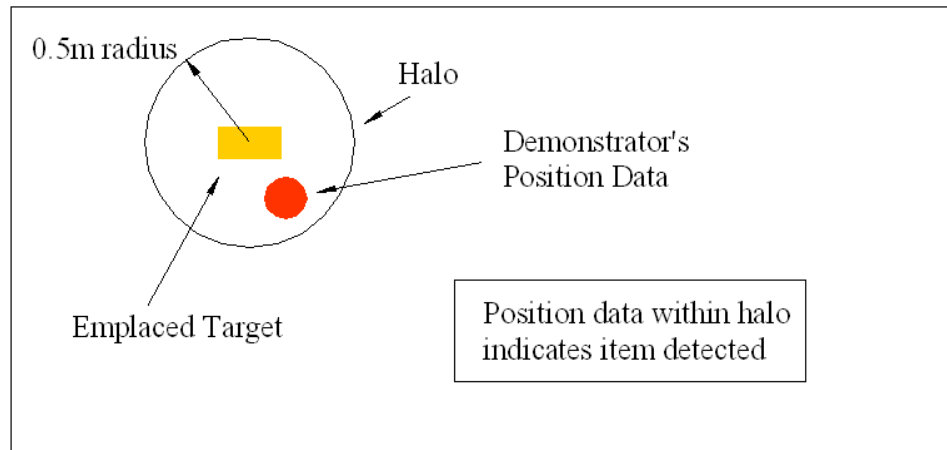 0.5m radius
Halo
Demonstrator's
Position Data
Emplaced Target
Position data within halo
indicates item detected